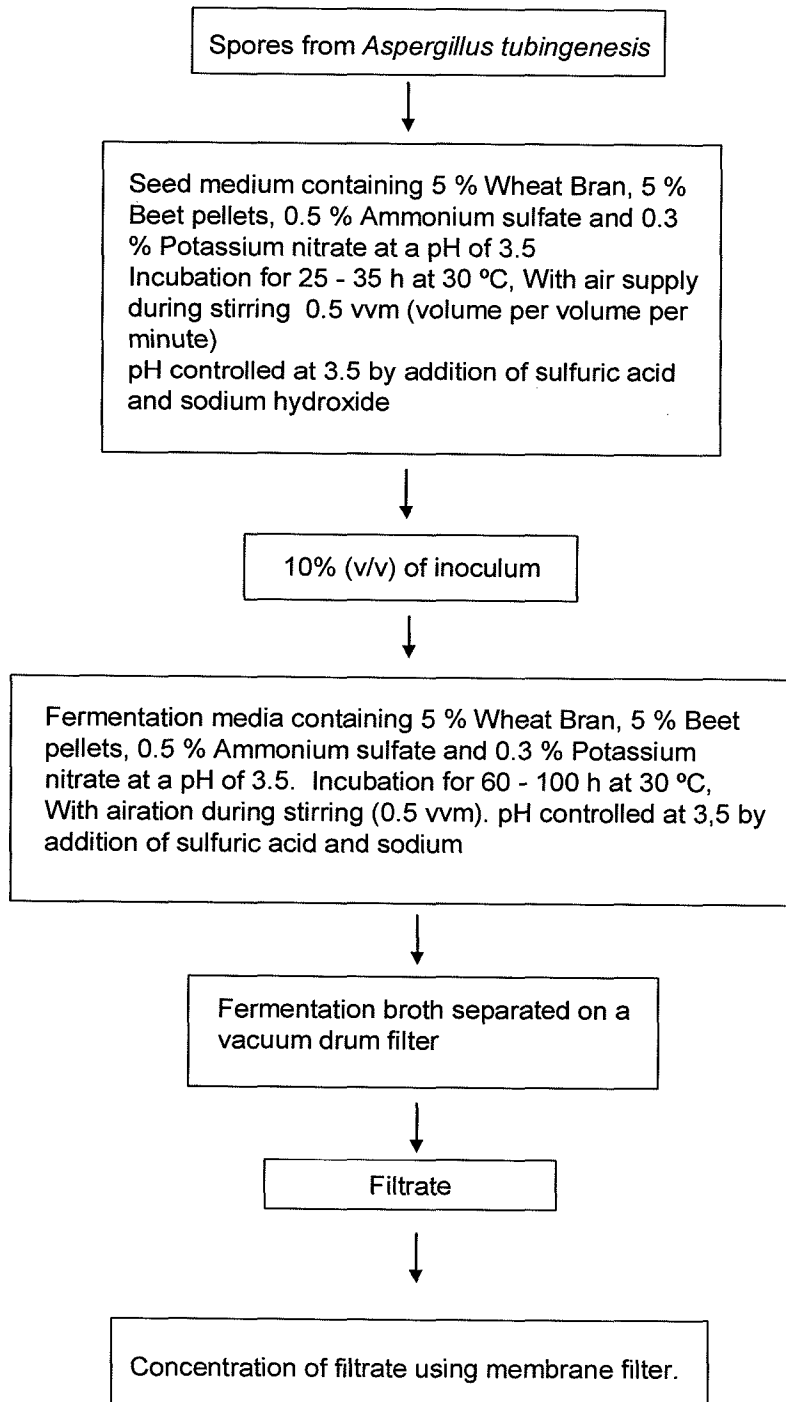 Spores from Aspergillus tubingenesis
Seed medium containing 5 % Wheat Bran, 5 %
Beet pellets, 0.5 % Ammonium sulfate and 0.3
% Potassium nitrate at a pH of 3.5
Incubation for 25 - 35 h at 30 ºC, With air supply
during stirring 0.5 vvm (volume per volume per
minute)
pH controlled at 3.5 by addition of sulfuric acid
and sodium hydroxide
10% (v/v) of inoculum
Fermentation media containing 5 % Wheat Bran, 5 % Beet
pellets, 0.5 % Ammonium sulfate and 0.3 % Potassium
nitrate at a pH of 3.5. Incubation for 60 - 100 h at 30 ºC,
With airation during stirring (0.5 vvm). pH controlled at 3,5 by
addition of sulfuric acid and sodium
Fermentation broth separated on a
vacuum drum filter
Filtrate
Concentration of filtrate using membrane filter.